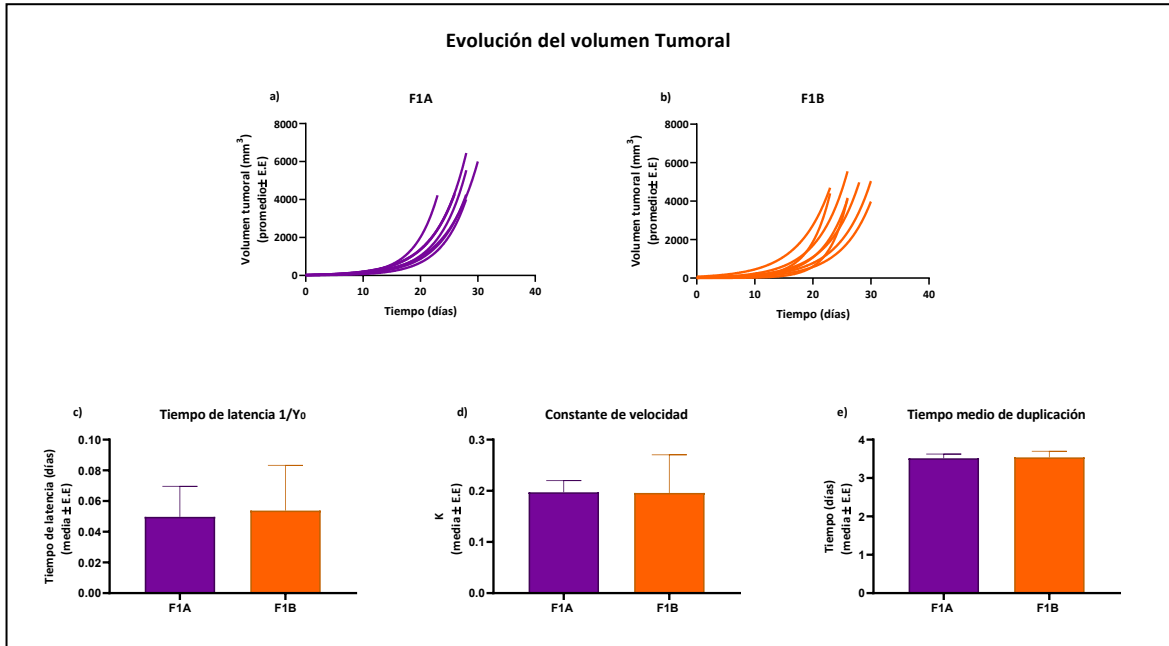 Evolución del volumen Tumoral
a)
F1A
Volumen tumoral (mm³)
(promedio± E.E)
8000
6000
4000
2000
0
0 10 20 30 40
Tiempo (días)
b)
F1B
Volumen tumoral (mm³)
(promedio± E.E)
8000
6000
4000
2000
0
0 10 20 30 40
Tiempo (días)
c)
Tiempo de latencia 1/Y₀
Tiempo de latencia (días)
(media ± E.E)
0.10
0.08
0.06
0.04
0.02
0.00
F1A F1B
d)
Constante de velocidad
K
(media ± E.E)
0.3
0.2
0.1
0.0
F1A F1B
e)
Tiempo medio de duplicación
Tiempo (días)
(media ± E.E)
4
3
2
1
0
F1A F1B